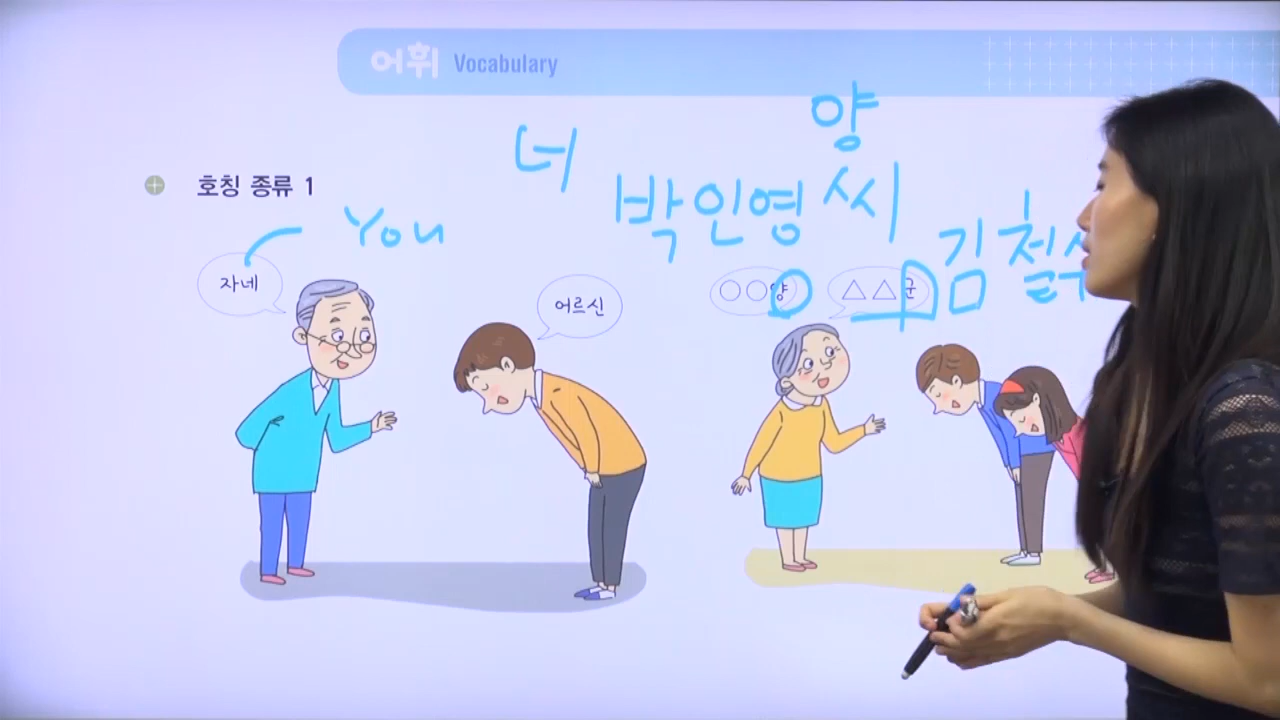 어휘 Vocabulary
양
너
호칭 종류 1
박인영 씨
You
김철수
자네
어르신
○○양
△△군